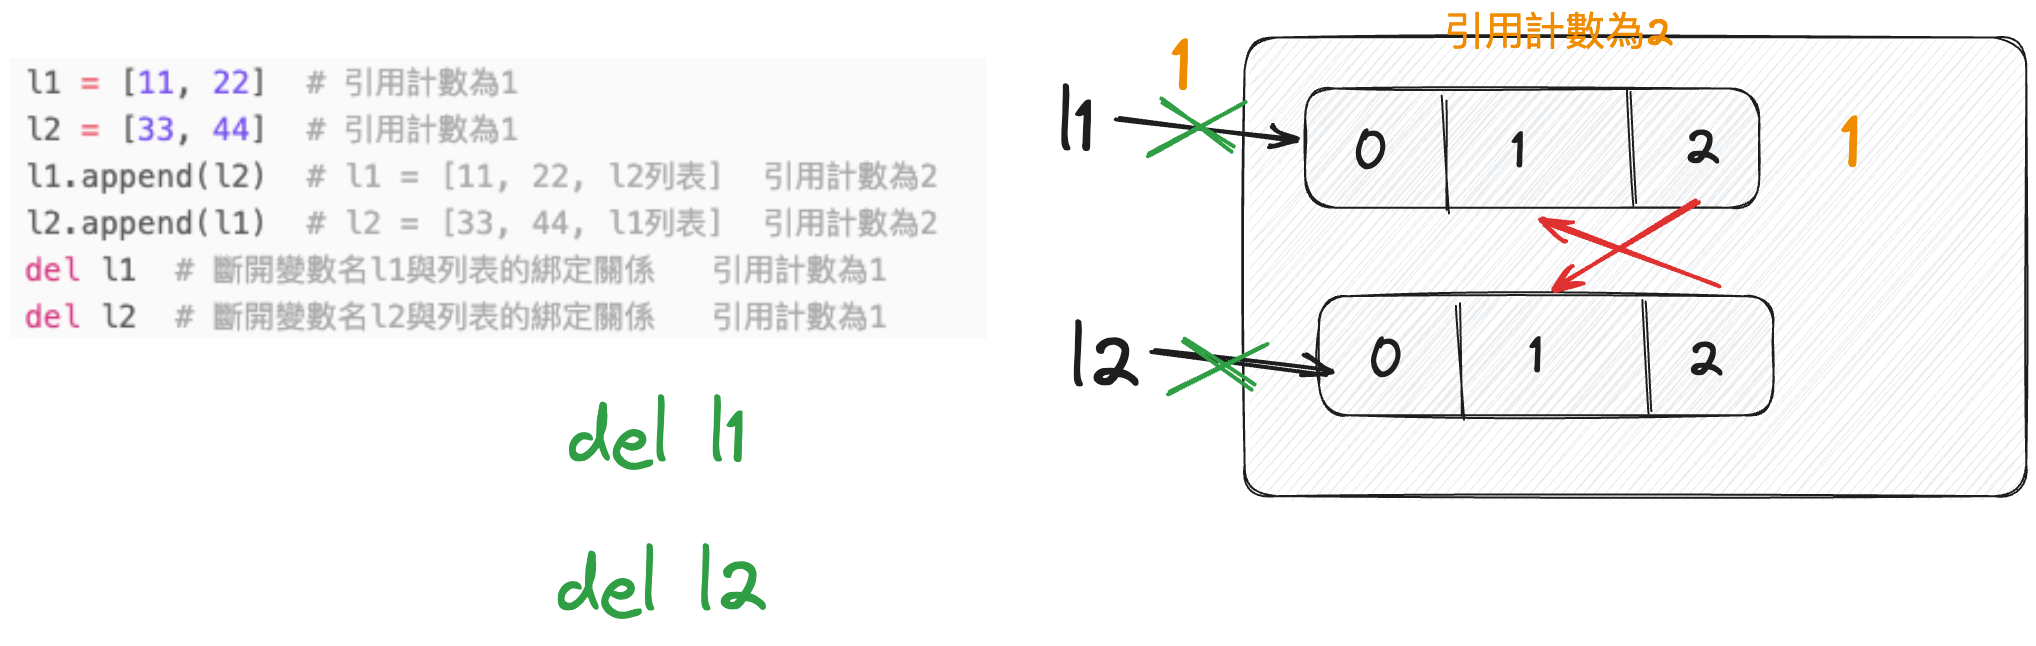 l1 = [11, 22]  # 引用計數為1
l2 = [33, 44]  # 引用計數為1
l1.append(l2)  # l1 = [11, 22, l2列表]  引用計數為2
l2.append(l1)  # l2 = [33, 44, l1列表]  引用計數為2
del l1  # 斷開變數名l1與列表的綁定關係   引用計數為1
del l2  # 斷開變數名l2與列表的綁定關係   引用計數為1
del l1
del l2
引用計數為2
1
l1
0 1 2
1
l2
0 1 2